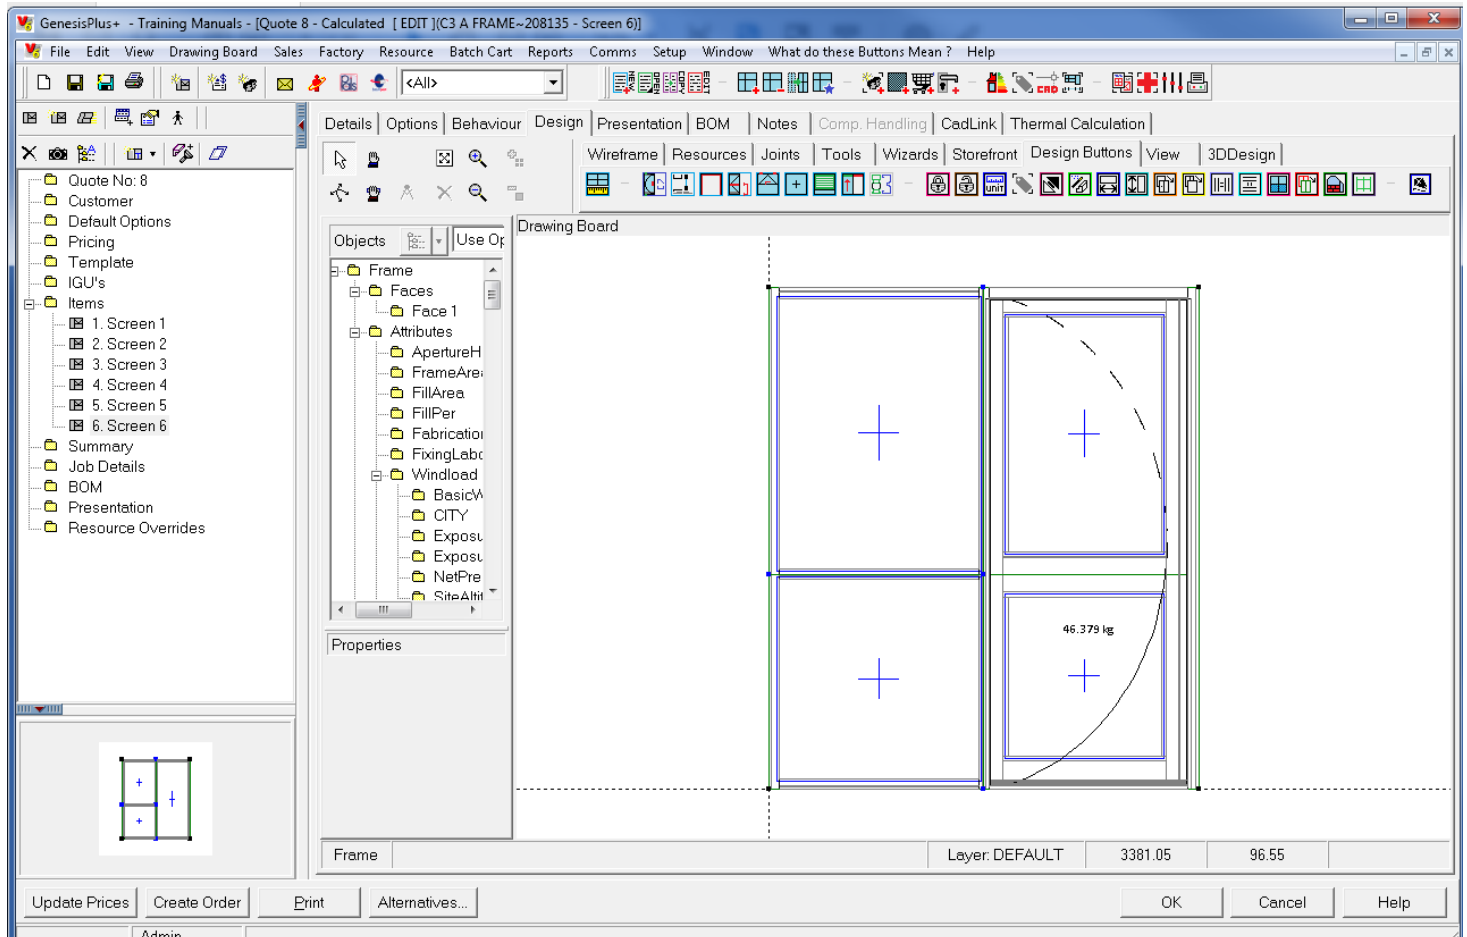 GenesisPlus+ - Training Manuals - [Quote 8 - Calculated [ EDIT ](C3 A FRAME~208135 - Screen 6)]
File Edit View Drawing Board Sales Factory Resource Batch Cart Reports Comms Setup Window What do these Buttons Mean ? Help
<All>
Details Options Behaviour Design Presentation BOM Notes Comp. Handling CadLink Thermal Calculation
Wireframe Resources Joints Tools Wizards Storefront Design Buttons View 3DDesign
Quote No: 8
Customer
Default Options
Pricing
Template
IGU's
Items
1. Screen 1
2. Screen 2
3. Screen 3
4. Screen 4
5. Screen 5
6. Screen 6
Summary
Job Details
BOM
Presentation
Resource Overrides
Objects Use Op
Frame
Faces
Face 1
Attributes
ApertureH
FrameArea
FillArea
FillPer
Fabrication
FixingLabo
Windload
BasicW
CITY
Exposu
Exposu
NetPre
SiteAltit
Properties
Drawing Board
46.379 kg
Frame Layer: DEFAULT 3381.05 96.55
Update Prices Create Order Print Alternatives... OK Cancel Help
Admin